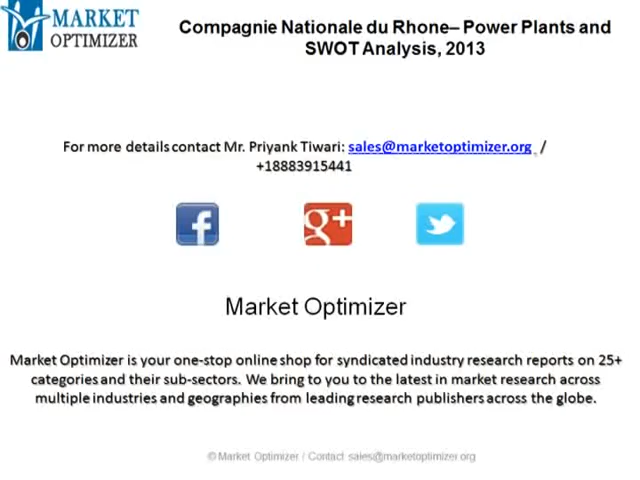 MARKET
OPTIMIZER
Compagnie Nationale du Rhone– Power Plants and
SWOT Analysis, 2013
For more details contact Mr. Priyank Tiwari: sales@marketoptimizer.org , /
+18883915441
f
g+
Market Optimizer
Market Optimizer is your one-stop online shop for syndicated industry research reports on 25+
categories and their sub-sectors. We bring to you to the latest in market research across
multiple industries and geographies from leading research publishers across the globe.
© Market Optimizer / Contact sales@marketoptimizer.org